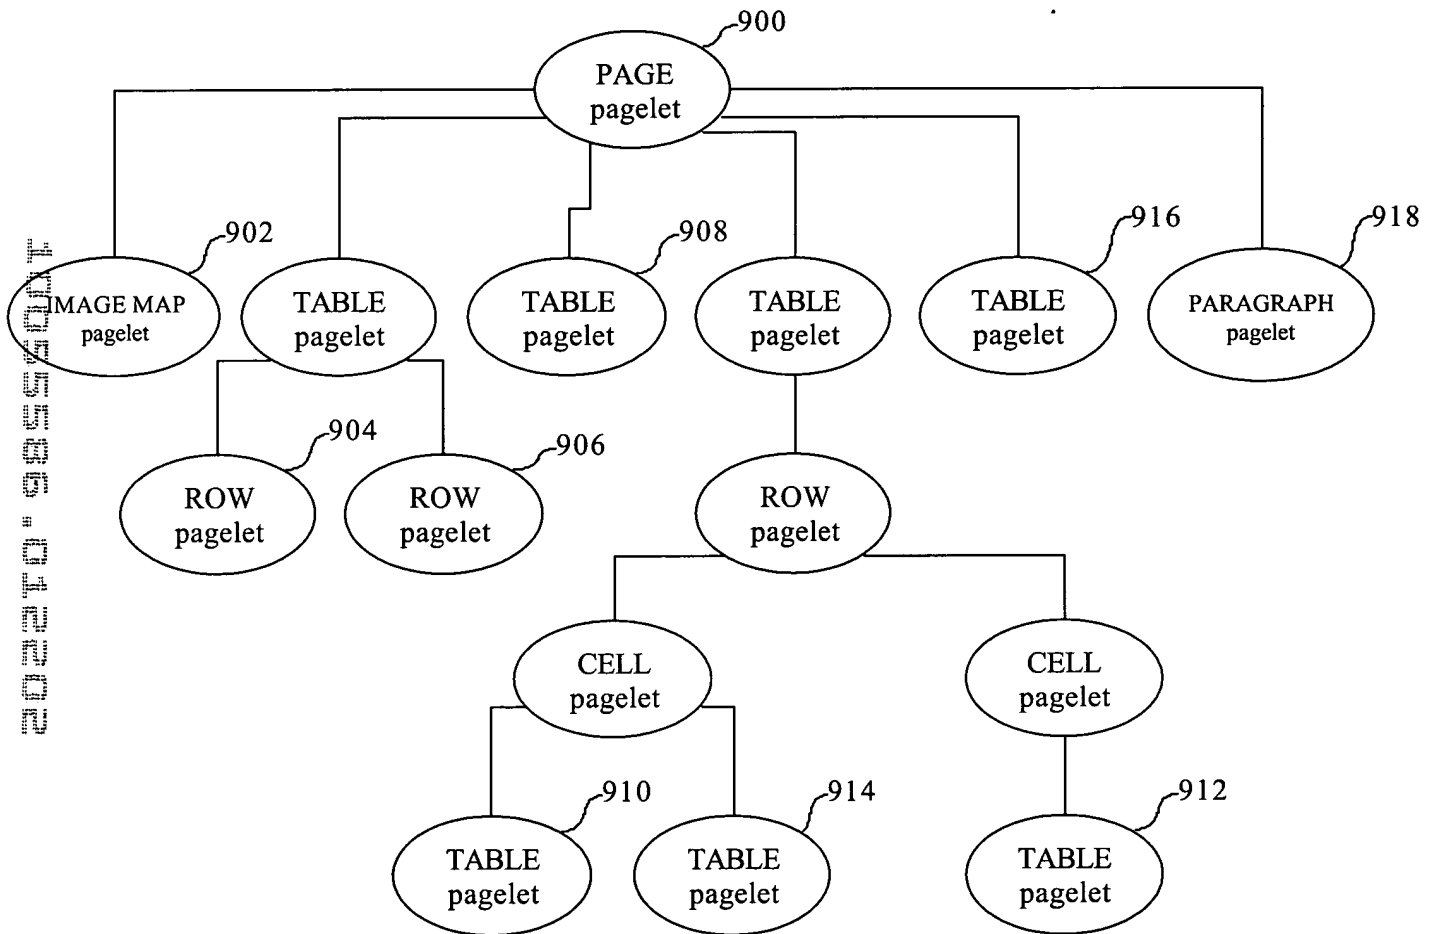 900
PAGE
pagelet
902
908
916
918
IMAGE MAP
pagelet
TABLE
pagelet
TABLE
pagelet
TABLE
pagelet
TABLE
pagelet
PARAGRAPH
pagelet
904
906
ROW
pagelet
ROW
pagelet
ROW
pagelet
CELL
pagelet
CELL
pagelet
910
914
912
TABLE
pagelet
TABLE
pagelet
TABLE
pagelet
10055586.012202